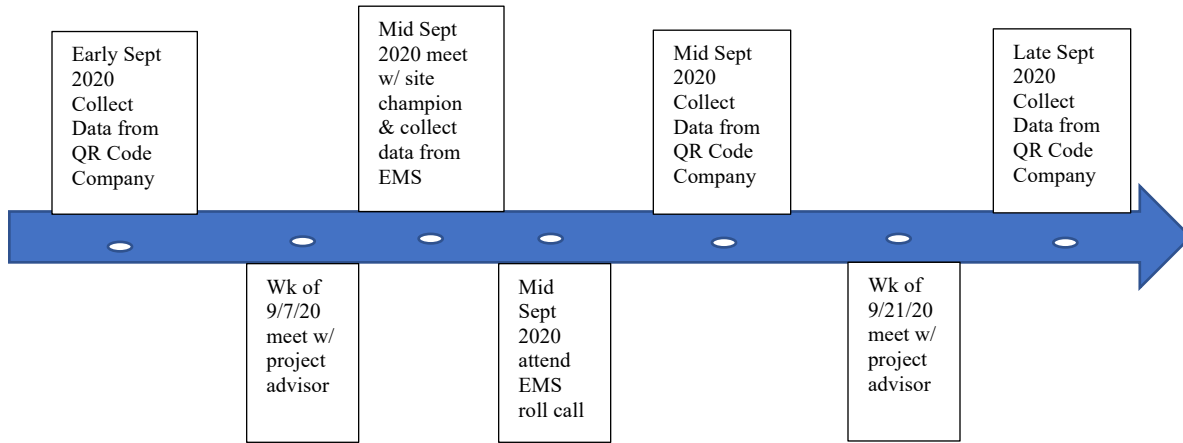 Early Sept
2020
Collect
Data from
QR Code
Company
Wk of
9/7/20
meet w/
project
advisor
Mid Sept
2020 meet
w/ site
champion
& collect
data from
EMS
Mid
Sept
2020
attend
EMS
roll call
Mid Sept
2020
Collect
Data from
QR Code
Company
Wk of
9/21/20
meet w/
project
advisor
Late Sept
2020
Collect
Data from
QR Code
Company